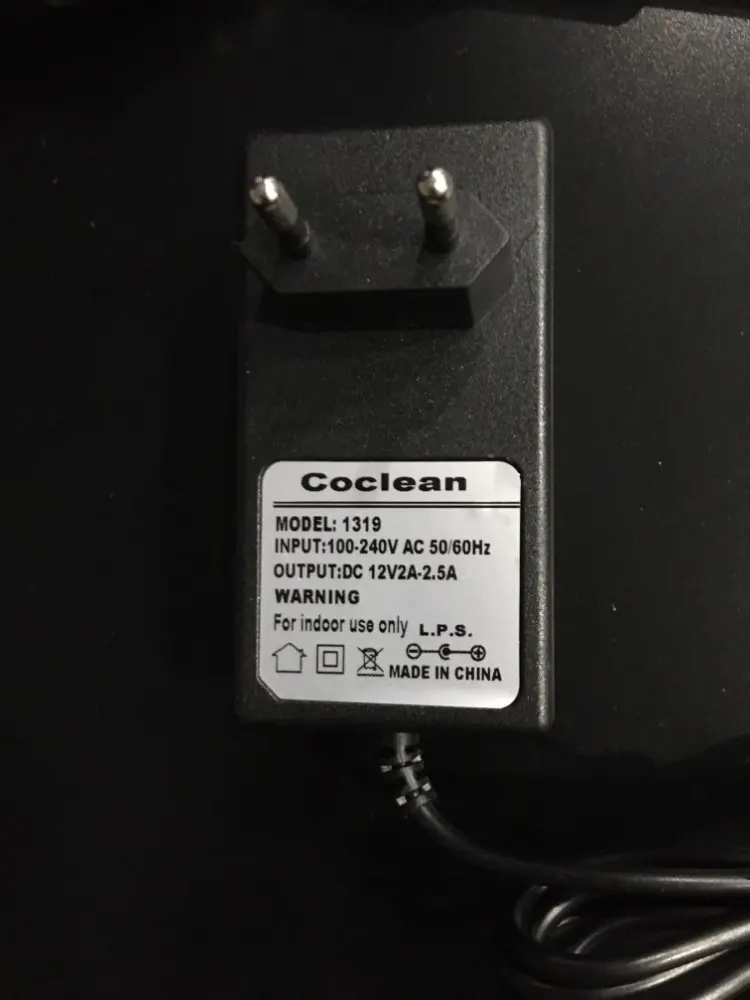 Coclean
MODEL: 1319
INPUT:100-240V AC 50/60Hz
OUTPUT:DC 12V2A-2.5A
WARNING
For indoor use only L.P.S.
MADE IN CHINA